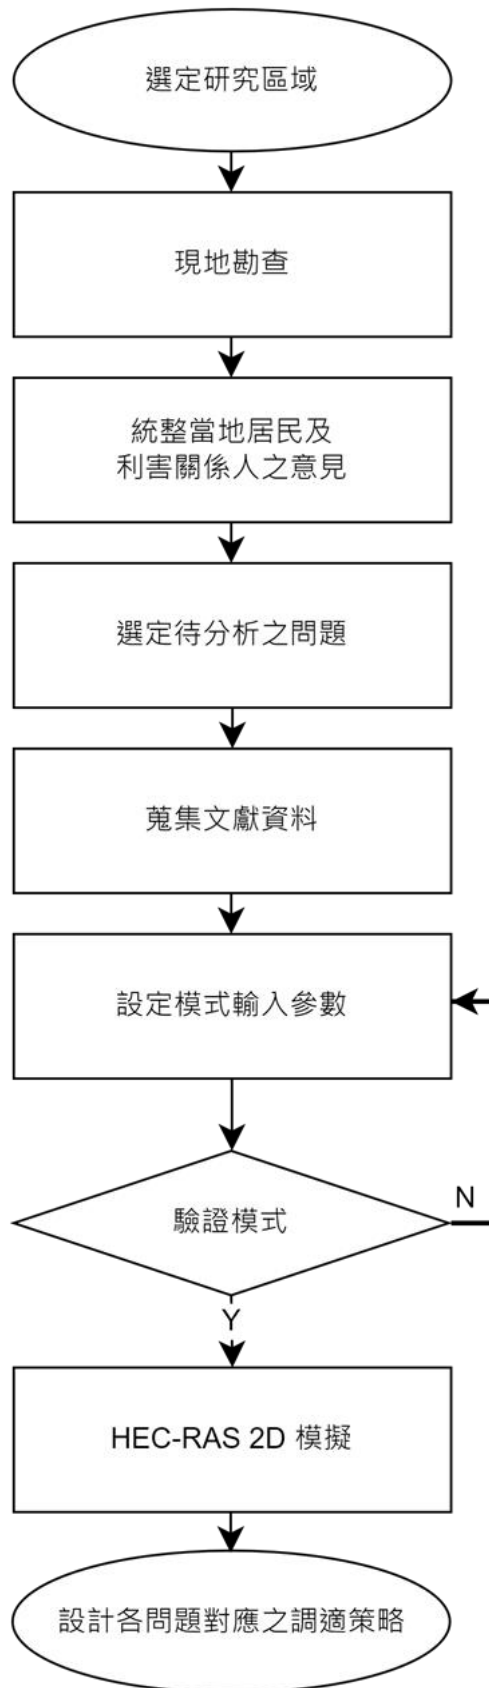 選定研究區域
現地勘查
統整當地居民及
利害關係人之意見
選定待分析之問題
蒐集文獻資料
設定模式輸入參數
驗證模式
N
Y
HEC-RAS 2D 模擬
設計各問題對應之調適策略